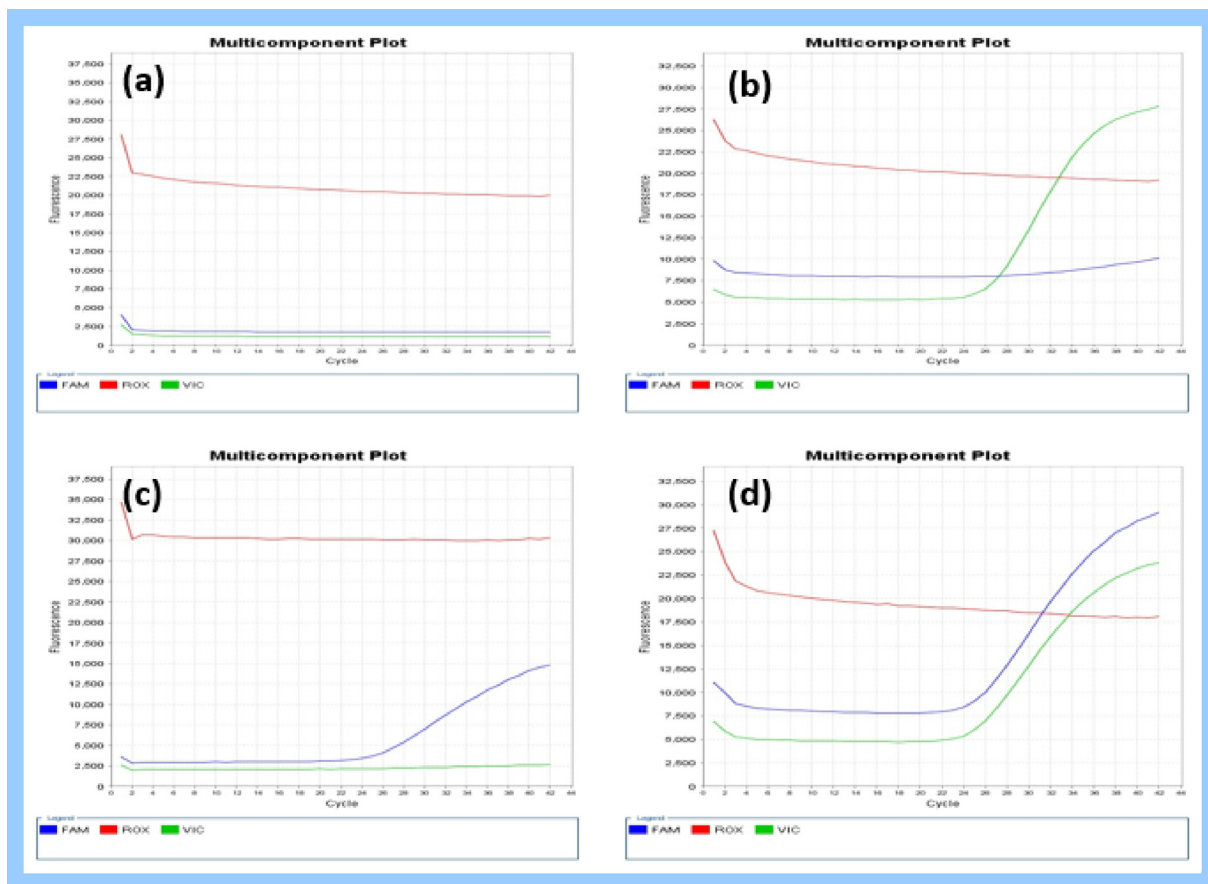 Multicomponent Plot
(a)
37,500
35,000
32,500
30,000
27,500
25,000
22,500
20,000
17,500
15,000
12,500
10,000
7,500
5,000
2,500
0
Fluorescence
0 2 4 6 8 10 12 14 16 18 20 22 24 26 28 30 32 34 36 38 40 42 44
Cycle
Legend
FAM ROX VIC
Multicomponent Plot
(b)
32,500
30,000
27,500
25,000
22,500
20,000
17,500
15,000
12,500
10,000
7,500
5,000
2,500
0
Fluorescence
0 2 4 6 8 10 12 14 16 18 20 22 24 26 28 30 32 34 36 38 40 42 44
Cycle
Legend
FAM ROX VIC
Multicomponent Plot
(c)
37,500
35,000
32,500
30,000
27,500
25,000
22,500
20,000
17,500
15,000
12,500
10,000
7,500
5,000
2,500
0
Fluorescence
0 2 4 6 8 10 12 14 16 18 20 22 24 26 28 30 32 34 36 38 40 42 44
Cycle
Legend
FAM ROX VIC
Multicomponent Plot
(d)
32,500
30,000
27,500
25,000
22,500
20,000
17,500
15,000
12,500
10,000
7,500
5,000
2,500
0
Fluorescence
0 2 4 6 8 10 12 14 16 18 20 22 24 26 28 30 32 34 36 38 40 42 44
Cycle
Legend
FAM ROX VIC